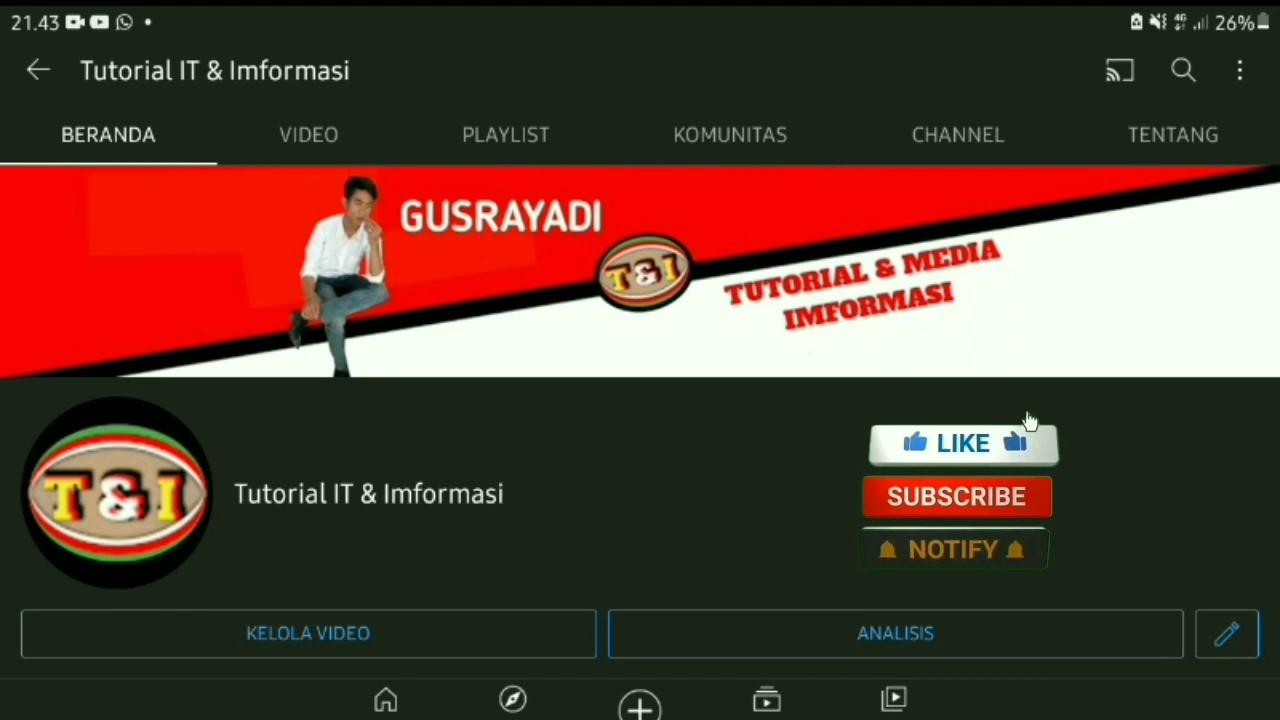 21.43
4G
26%
Tutorial IT & Imformasi
BERANDA
VIDEO
PLAYLIST
KOMUNITAS
CHANNEL
TENTANG
GUSRAYADI
T&I
TUTORIAL & MEDIA
IMFORMASI
T&I
Tutorial IT & Imformasi
LIKE
SUBSCRIBE
NOTIFY
KELOLA VIDEO
ANALISIS